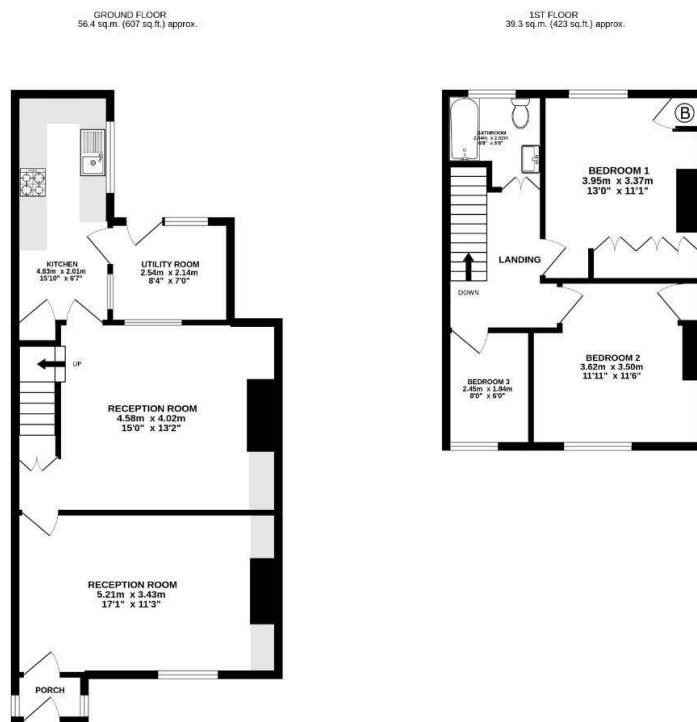 GROUND FLOOR
56.4 sq.m. (607 sq.ft.) approx.
KITCHEN
4.83m x 2.01m
15'10" x 6'7"
UTILITY ROOM
2.54m x 2.14m
8'4" x 7'0"
UP
RECEPTION ROOM
4.58m x 4.02m
15'0" x 13'2"
RECEPTION ROOM
5.21m x 3.43m
17'1" x 11'3"
PORCH
1ST FLOOR
39.3 sq.m. (423 sq.ft.) approx.
BATHROOM
x 2.02m
x 6'8"
B
BEDROOM 1
3.95m x 3.37m
13'0" x 11'1"
LANDING
DOWN
BEDROOM 2
3.62m x 3.50m
11'11" x 11'6"
BEDROOM 3
2.45m x 1.84m
8'0" x 6'0"